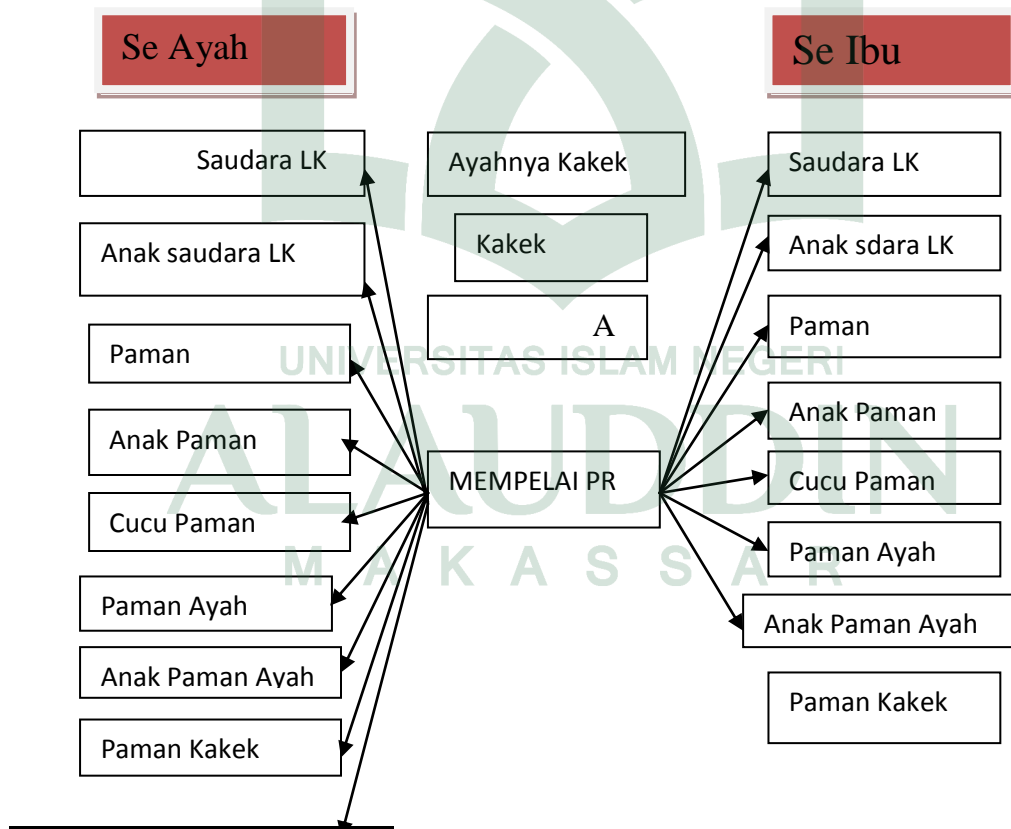 Se Ayah
Se Ibu
Saudara LK
Ayahnya Kakek
Saudara LK
Anak saudara LK
Kakek
Anak sdara LK
A
Paman
Paman
UNIVERSITAS ISLAM NEGERI
Anak Paman
Anak Paman
ALAUDDIN
MEMPELAI PR
Cucu Paman
Cucu Paman
Paman Ayah
MAKASSAR
Paman Ayah
Anak Paman Ayah
Anak Paman Ayah
Paman Kakek
Paman Kakek